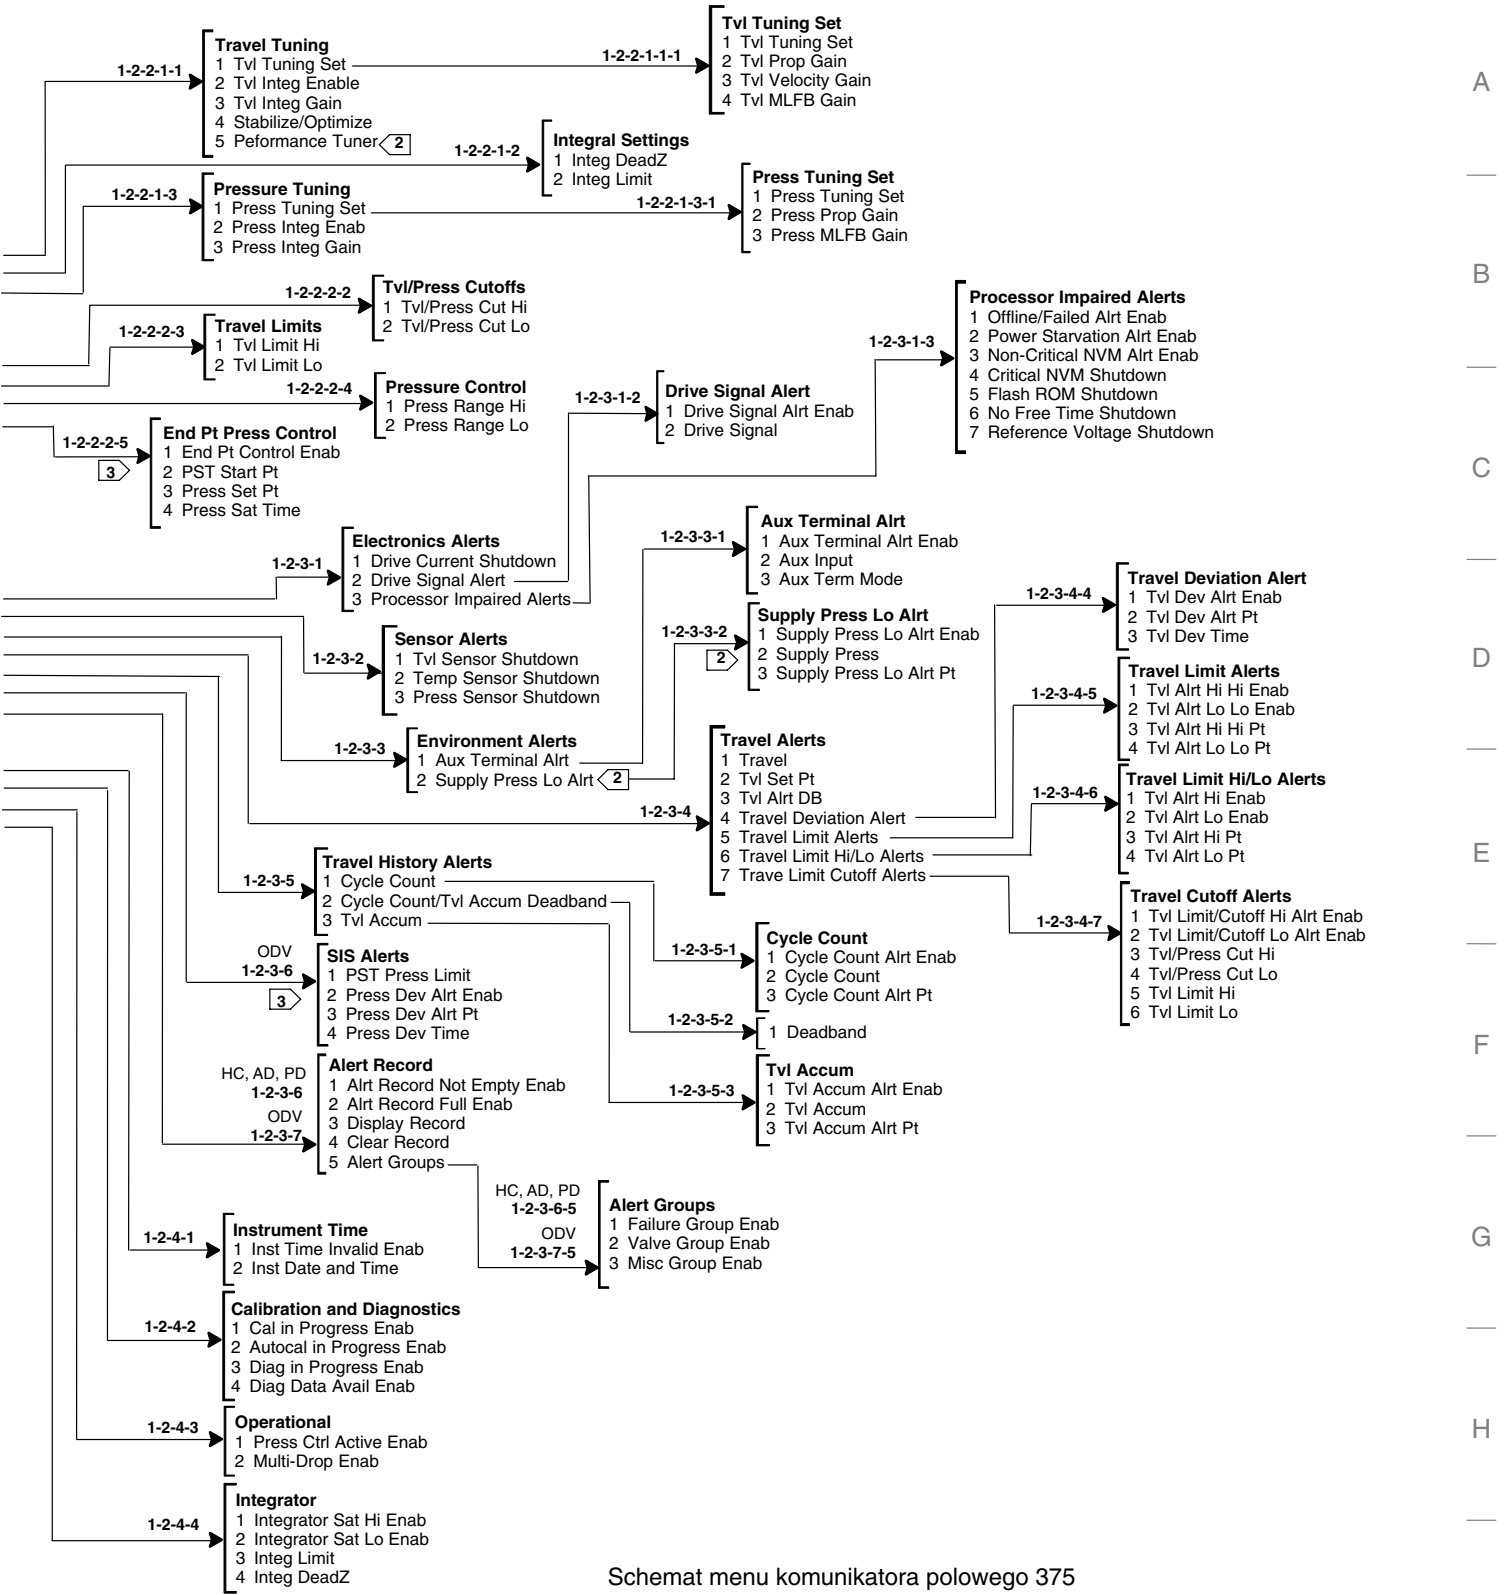 1-2-2-1-1
Travel Tuning
1 Tvl Tuning Set
2 Tvl Integ Enable
3 Tvl Integ Gain
4 Stabilize/Optimize
5 Peformance Tuner
2
1-2-2-1-1-1
Tvl Tuning Set
1 Tvl Tuning Set
2 Tvl Prop Gain
3 Tvl Velocity Gain
4 Tvl MLFB Gain
A
1-2-2-1-2
Integral Settings
1 Integ DeadZ
2 Integ Limit
1-2-2-1-3
Pressure Tuning
1 Press Tuning Set
2 Press Integ Enab
3 Press Integ Gain
1-2-2-1-3-1
Press Tuning Set
1 Press Tuning Set
2 Press Prop Gain
3 Press MLFB Gain
B
1-2-2-2-2
Tvl/Press Cutoffs
1 Tvl/Press Cut Hi
2 Tvl/Press Cut Lo
1-2-2-2-3
Travel Limits
1 Tvl Limit Hi
2 Tvl Limit Lo
1-2-2-2-4
Pressure Control
1 Press Range Hi
2 Press Range Lo
1-2-2-2-5
3
End Pt Press Control
1 End Pt Control Enab
2 PST Start Pt
3 Press Set Pt
4 Press Sat Time
1-2-3-1-2
Drive Signal Alert
1 Drive Signal Alrt Enab
2 Drive Signal
1-2-3-1-3
Processor Impaired Alerts
1 Offline/Failed Alrt Enab
2 Power Starvation Alrt Enab
3 Non-Critical NVM Alrt Enab
4 Critical NVM Shutdown
5 Flash ROM Shutdown
6 No Free Time Shutdown
7 Reference Voltage Shutdown
C
1-2-3-1
Electronics Alerts
1 Drive Current Shutdown
2 Drive Signal Alert
3 Processor Impaired Alerts
1-2-3-3-1
Aux Terminal Alrt
1 Aux Terminal Alrt Enab
2 Aux Input
3 Aux Term Mode
1-2-3-2
Sensor Alerts
1 Tvl Sensor Shutdown
2 Temp Sensor Shutdown
3 Press Sensor Shutdown
1-2-3-3-2
2
Supply Press Lo Alrt
1 Supply Press Lo Alrt Enab
2 Supply Press
3 Supply Press Lo Alrt Pt
1-2-3-4-4
Travel Deviation Alert
1 Tvl Dev Alrt Enab
2 Tvl Dev Alrt Pt
3 Tvl Dev Time
D
1-2-3-4-5
Travel Limit Alerts
1 Tvl Alrt Hi Hi Enab
2 Tvl Alrt Lo Lo Enab
3 Tvl Alrt Hi Hi Pt
4 Tvl Alrt Lo Lo Pt
1-2-3-3
Environment Alerts
1 Aux Terminal Alrt
2 Supply Press Lo Alrt
2
1-2-3-4
Travel Alerts
1 Travel
2 Tvl Set Pt
3 Tvl Alrt DB
4 Travel Deviation Alert
5 Travel Limit Alerts
6 Travel Limit Hi/Lo Alerts
7 Trave Limit Cutoff Alerts
1-2-3-4-6
Travel Limit Hi/Lo Alerts
1 Tvl Alrt Hi Enab
2 Tvl Alrt Lo Enab
3 Tvl Alrt Hi Pt
4 Tvl Alrt Lo Pt
E
1-2-3-4-7
Travel Cutoff Alerts
1 Tvl Limit/Cutoff Hi Alrt Enab
2 Tvl Limit/Cutoff Lo Alrt Enab
3 Tvl/Press Cut Hi
4 Tvl/Press Cut Lo
5 Tvl Limit Hi
6 Tvl Limit Lo
1-2-3-5
Travel History Alerts
1 Cycle Count
2 Cycle Count/Tvl Accum Deadband
3 Tvl Accum
1-2-3-5-1
Cycle Count
1 Cycle Count Alrt Enab
2 Cycle Count
3 Cycle Count Alrt Pt
ODV
1-2-3-6
3
SIS Alerts
1 PST Press Limit
2 Press Dev Alrt Enab
3 Press Dev Alrt Pt
4 Press Dev Time
1-2-3-5-2
1 Deadband
F
HC, AD, PD
1-2-3-6
ODV
1-2-3-7
Alert Record
1 Alrt Record Not Empty Enab
2 Alrt Record Full Enab
3 Display Record
4 Clear Record
5 Alert Groups
1-2-3-5-3
Tvl Accum
1 Tvl Accum Alrt Enab
2 Tvl Accum
3 Tvl Accum Alrt Pt
HC, AD, PD
1-2-3-6-5
ODV
1-2-3-7-5
Alert Groups
1 Failure Group Enab
2 Valve Group Enab
3 Misc Group Enab
G
1-2-4-1
Instrument Time
1 Inst Time Invalid Enab
2 Inst Date and Time
1-2-4-2
Calibration and Diagnostics
1 Cal in Progress Enab
2 Autocal in Progress Enab
3 Diag in Progress Enab
4 Diag Data Avail Enab
1-2-4-3
Operational
1 Press Ctrl Active Enab
2 Multi-Drop Enab
H
1-2-4-4
Integrator
1 Integrator Sat Hi Enab
2 Integrator Sat Lo Enab
3 Integ Limit
4 Integ DeadZ
Schemat menu komunikatora polowego 375